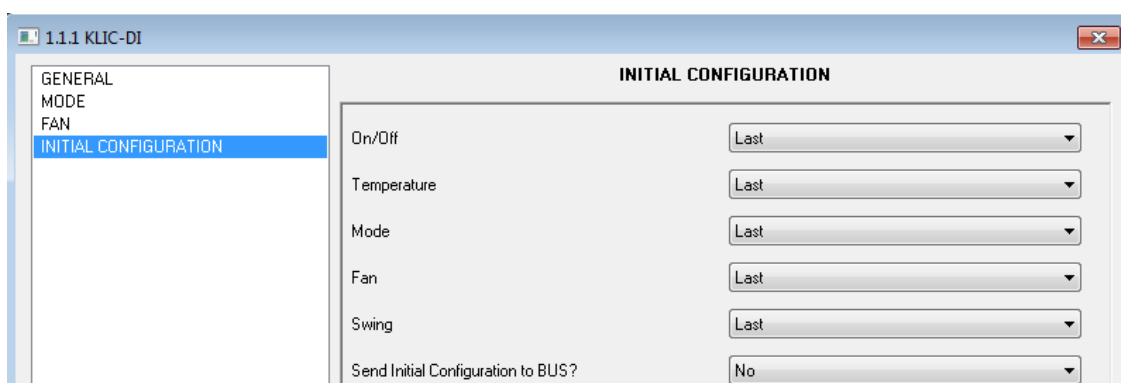 1.1.1 KLIC-DI
GENERAL
MODE
FAN
INITIAL CONFIGURATION
INITIAL CONFIGURATION
On/Off Last
Temperature Last
Mode Last
Fan Last
Swing Last
Send Initial Configuration to BUS? No